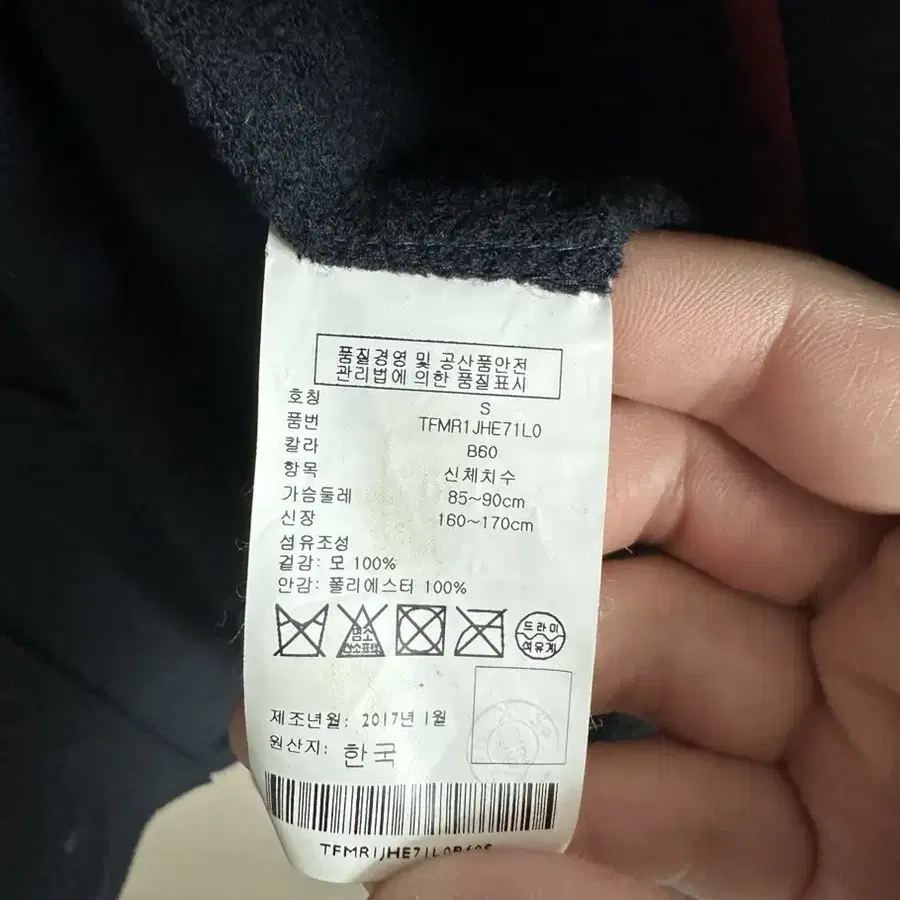 품질경영 및 공산품안전
관리법에 의한 품질표시
호칭 S
품번 TFMR1JHE71L0
칼라 B60
항목 신체치수
가슴둘레 85~90cm
신장 160~170cm
섬유조성
겉감: 모 100%
안감: 폴리에스터 100%
염소
산소표백
드라이
석유계
제조년월: 2017년 1월
원산지: 한국
TFMR1JHE71L0B60S